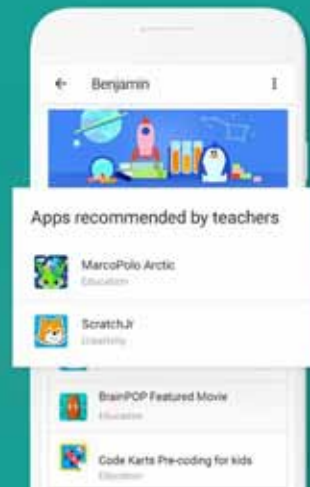 Benjamin
Apps recommended by teachers
MarcoPolo Arctic
Education
ScratchJr
Creativity
BrainPOP Featured Movie
Education
Code Karts Pre-coding for kids
Education